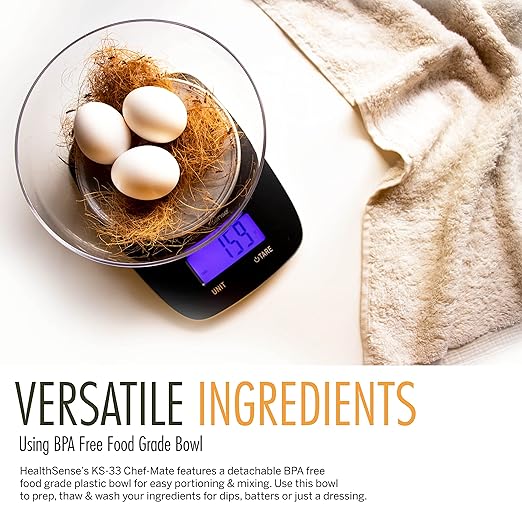 159
UNIT
TARE
VERSATILE INGREDIENTS
Using BPA Free Food Grade Bowl
HealthSense's KS-33 Chef-Mate features a detachable BPA free
food grade plastic bowl for easy portioning & mixing. Use this bowl
to prep, thaw & wash your ingredients for dips, batters or just a dressing.